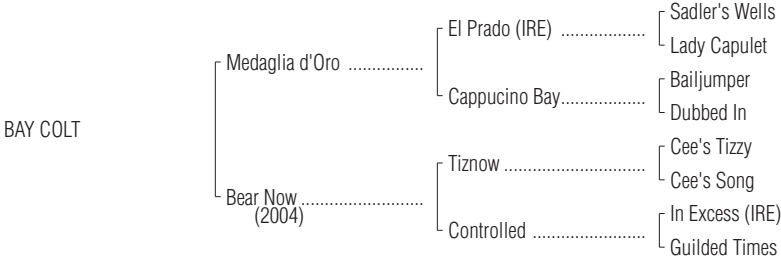 Sadler's Wells
El Prado (IRE) ..................
Lady Capulet
Medaglia d'Oro ................
Bailjumper
Cappucino Bay..................
Dubbed In
BAY COLT
Cee's Tizzy
Tiznow ..............................
Cee's Song
Bear Now ..........................
(2004)
In Excess (IRE)
Controlled ........................
Guilded Times